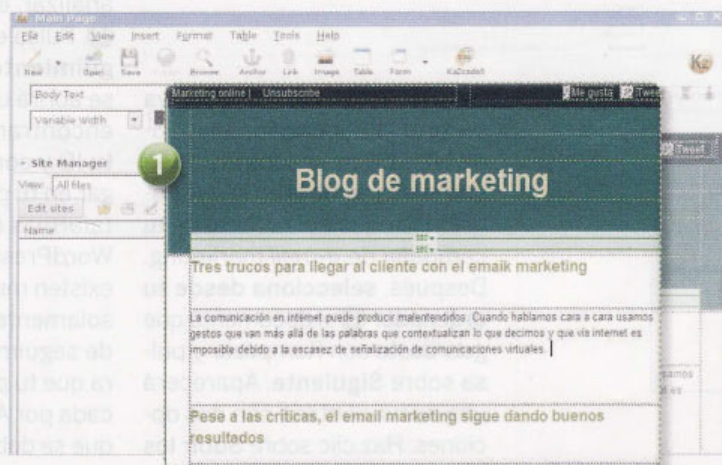 Main Page
File Edit View Insert Format Table Tools Help
New Open Save Browse Anchor Link Image Table Form KaZcadeS
Body Text
Variable Width
Site Manager
View: All files
Edit sites
Name
Marketing online | Unsubscribe Me gusta Tweet
1
Blog de marketing
Tres trucos para llegar al cliente con el emaik marketing
La comunicación en internet puede producir malentendidos. Cuando hablamos cara a cara usamos
gestos que van más allá de las palabras que contextualizan lo que decimos y que vís internet es
imposible debido a la escasez de señalización de comunicaciones virtuales.
Pese a las críticas, el email marketing sigue dando buenos
resultados
Tweet